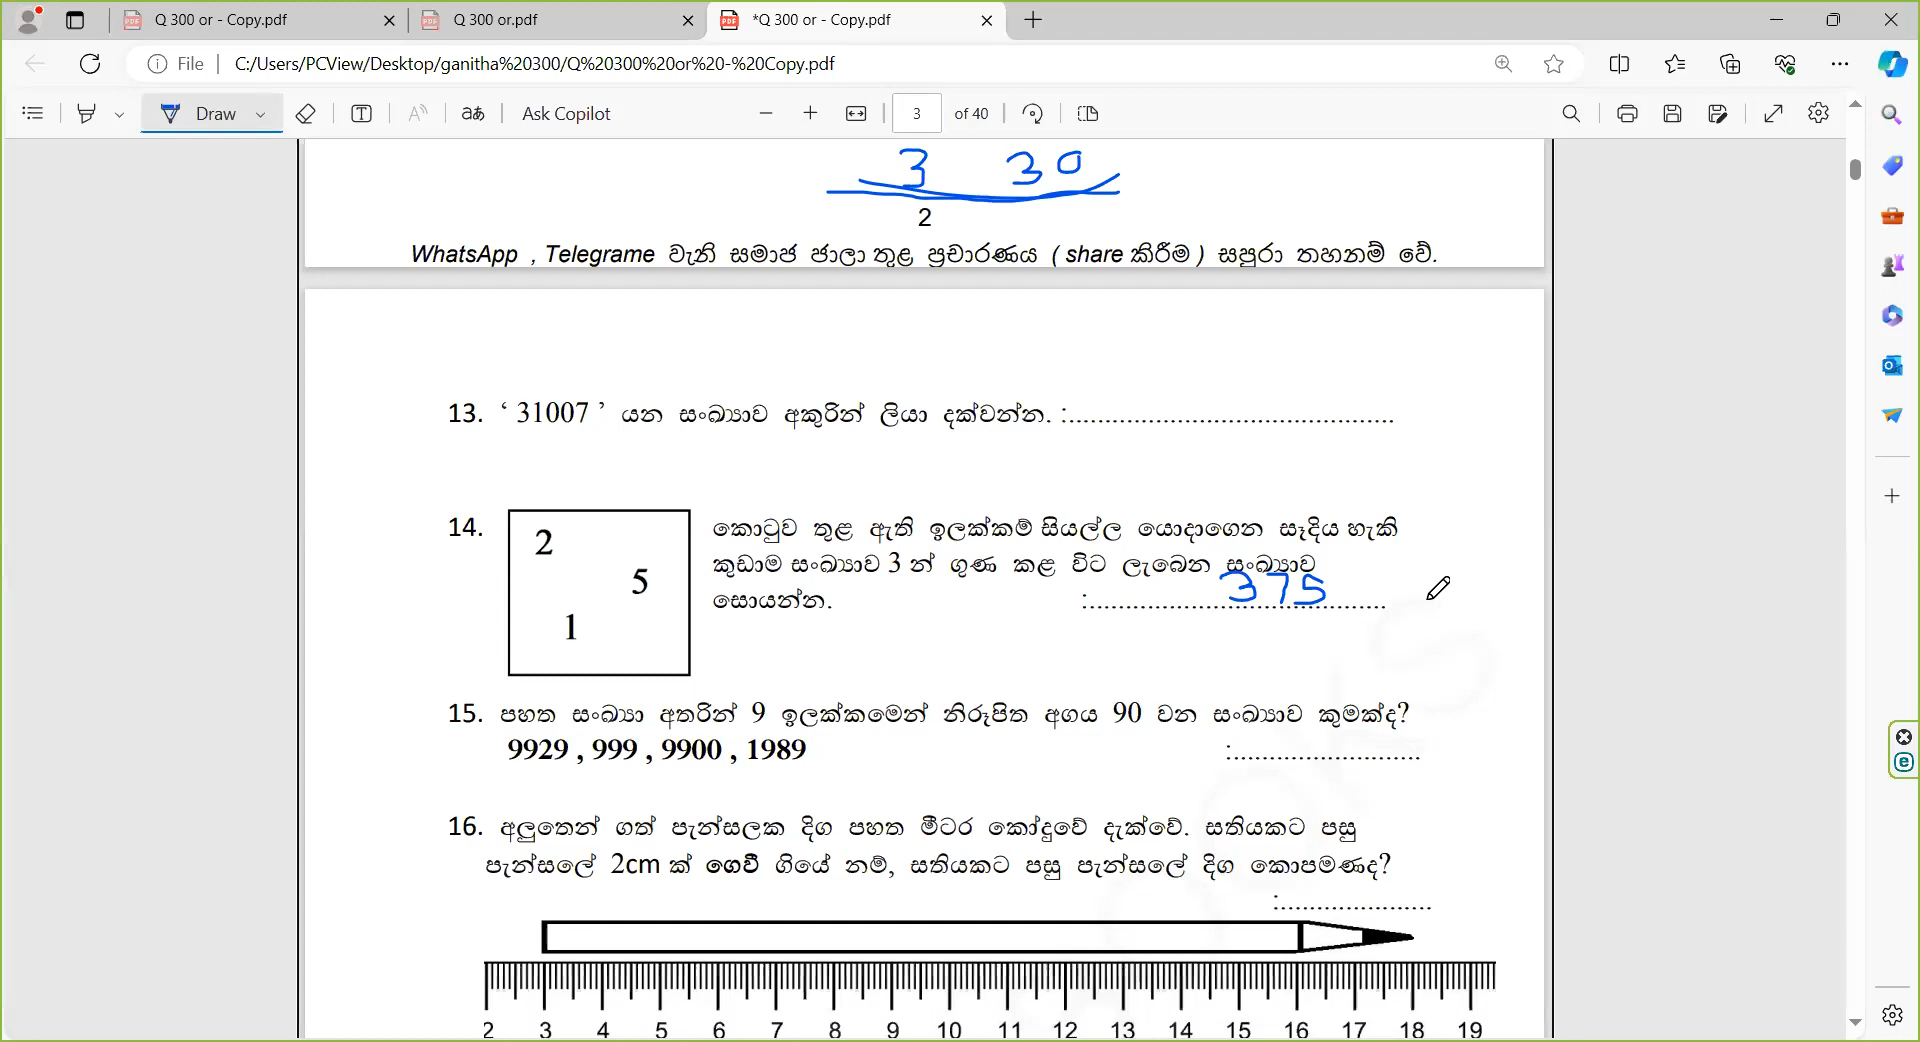 Q 300 or - Copy.pdf
Q 300 or.pdf
*Q 300 or - Copy.pdf
File
C:/Users/PCView/Desktop/ganitha%20300/Q%20300%20or%20-%20Copy.pdf
Draw
Ask Copilot
3 of 40
3 30
2
WhatsApp , Telegrame වැනි සමාජ ජාලා තුළ ප්‍රචාරණය ( share කිරීම ) සපුරා තහනම් වේ.
13. ‘ 31007 ’ යන සංඛ්‍යාව අකුරින් ලියා දක්වන්න. :.............................................
14.
2
5
1
කොටුව තුළ ඇති ඉලක්කම් සියල්ල යොදාගෙන සෑදිය හැකි
කුඩාම සංඛ්‍යාව 3 න් ගුණ කළ විට ලැබෙන සංඛ්‍යාව
සොයන්න. :.......................................... 375
15. පහත සංඛ්‍යා අතරින් 9 ඉලක්කමෙන් නිරූපිත අගය 90 වන සංඛ්‍යාව කුමක්ද?
9929 , 999 , 9900 , 1989 :..........................
16. අලුතෙන් ගත් පැන්සලක දිග පහත මීටර කෝදුවේ දැක්වේ. සතියකට පසු
පැන්සලේ 2cm ක් ගෙවී ගියේ නම්, සතියකට පසු පැන්සලේ දිග කොපමණද?
:.....................
2 3 4 5 6 7 8 9 10 11 12 13 14 15 16 17 18 19